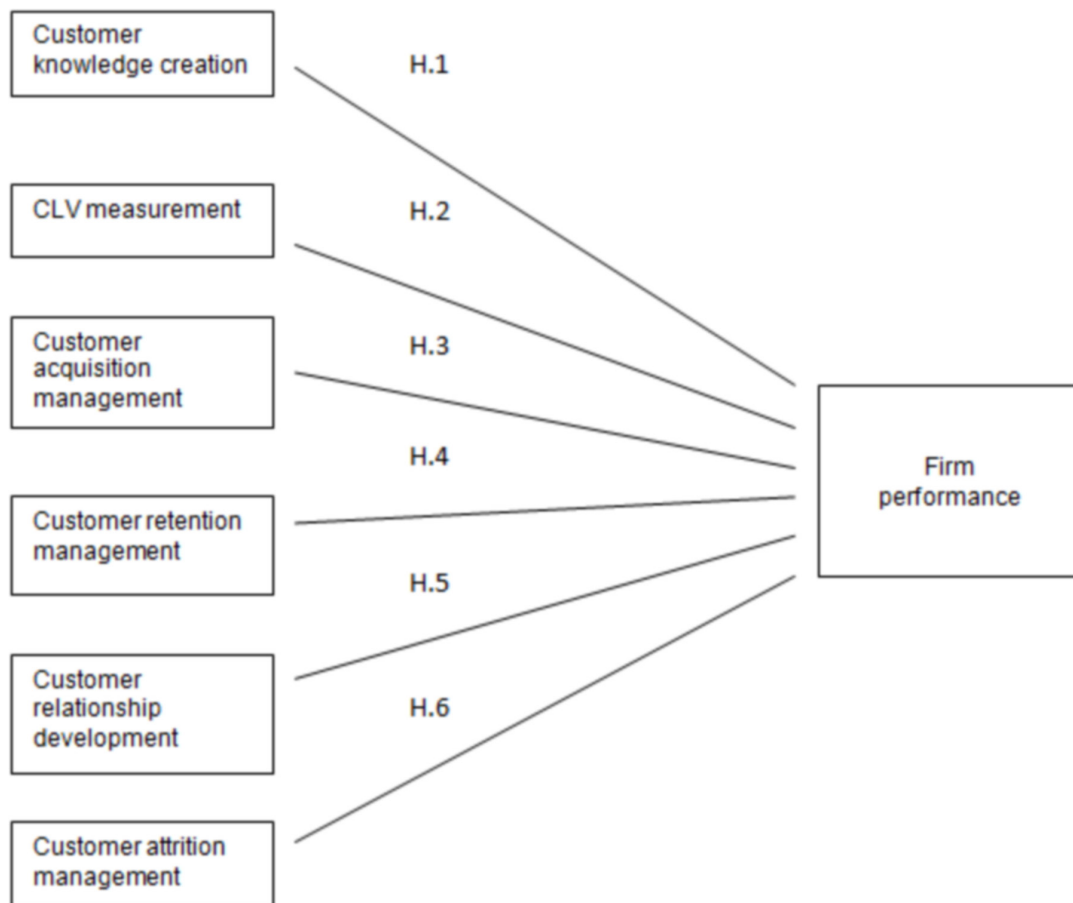 Customer
knowledge creation
H.1
CLV measurement
H.2
Customer
acquisition
management
H.3
H.4
Customer retention
management
Firm
performance
H.5
Customer
relationship
development
H.6
Customer attrition
management